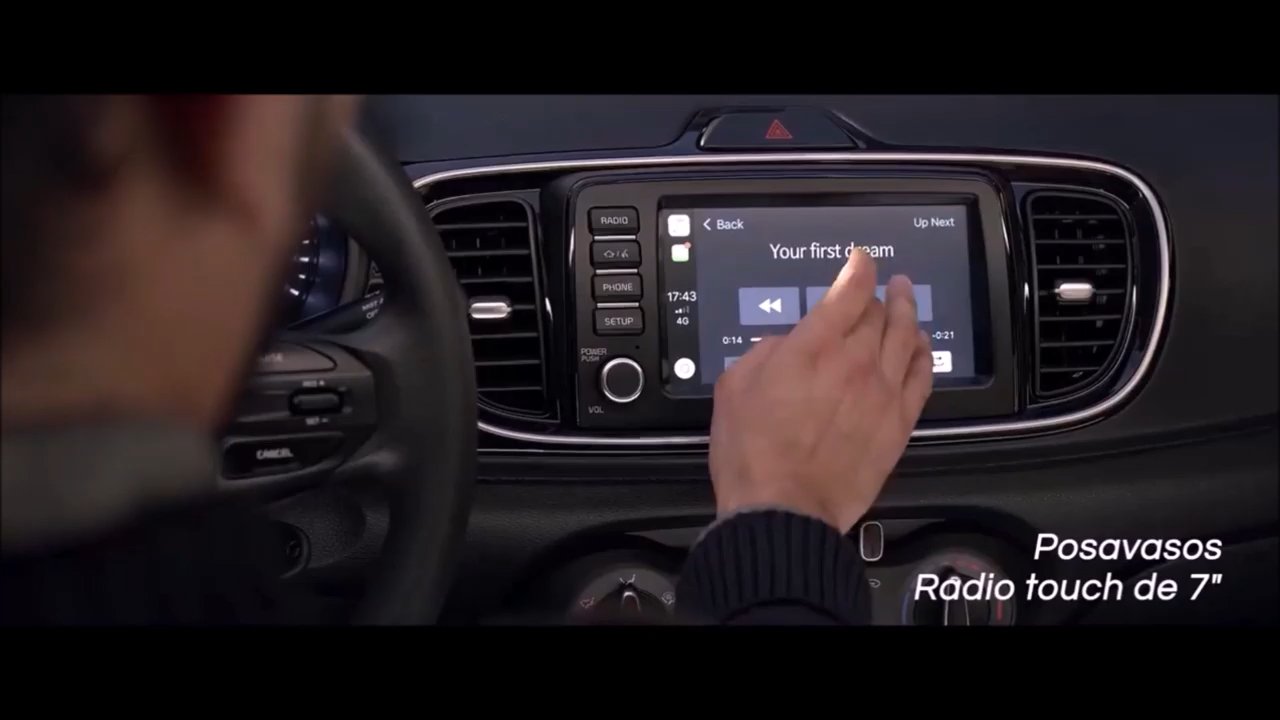 RADIO
Back
Up Next
Your first dream
PHONE
17:43
4G
SETUP
0:14
-0:21
POWER
PUSH
VOL
CANCEL
Posavasos
Radio touch de 7"